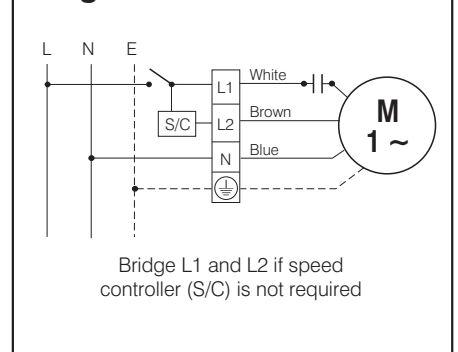 L N E
L1 White
S/C L2 Brown
M
1 ~
N Blue
Bridge L1 and L2 if speed
controller (S/C) is not required